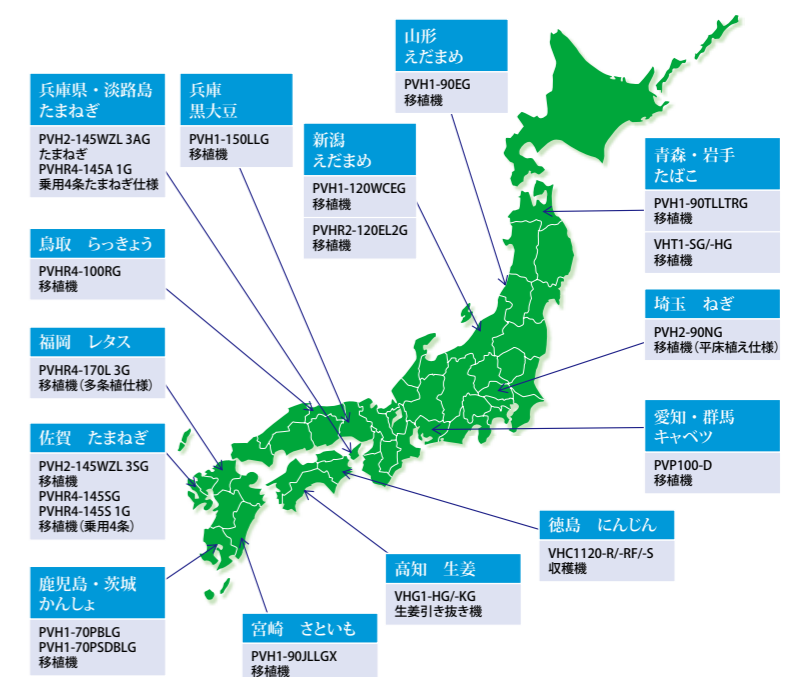 山形
えだまめ
PVH1-90EG
移植機
兵庫県・淡路島
たまねぎ
PVH2-145WZL 3AG
たまねぎ
PVHR4-145A 1G
乗用4条たまねぎ仕様
兵庫
黒大豆
PVH1-150LLG
移植機
新潟
えだまめ
PVH1-120WCEG
移植機
PVHR2-120EL2G
移植機
青森・岩手
たばこ
PVH1-90TLLTRG
移植機
VHT1-SG/-HG
移植機
鳥取 らっきょう
PVHR4-100RG
移植機
埼玉 ねぎ
PVH2-90NG
移植機（平床植え仕様）
福岡 レタス
PVHR4-170L 3G
移植機（多条植仕様）
愛知・群馬
キャベツ
PVP100-D
移植機
佐賀 たまねぎ
PVH2-145WZL 3SG
移植機
PVHR4-145SG
PVHR4-145S 1G
移植機（乗用4条）
徳島 にんじん
VHC1120-R/-RF/-S
収穫機
高知 生姜
VHG1-HG/-KG
生姜引き抜き機
鹿児島・茨城
かんしょ
PVH1-70PBLG
PVH1-70PSDBLG
移植機
宮崎 さといも
PVH1-90JLLGX
移植機